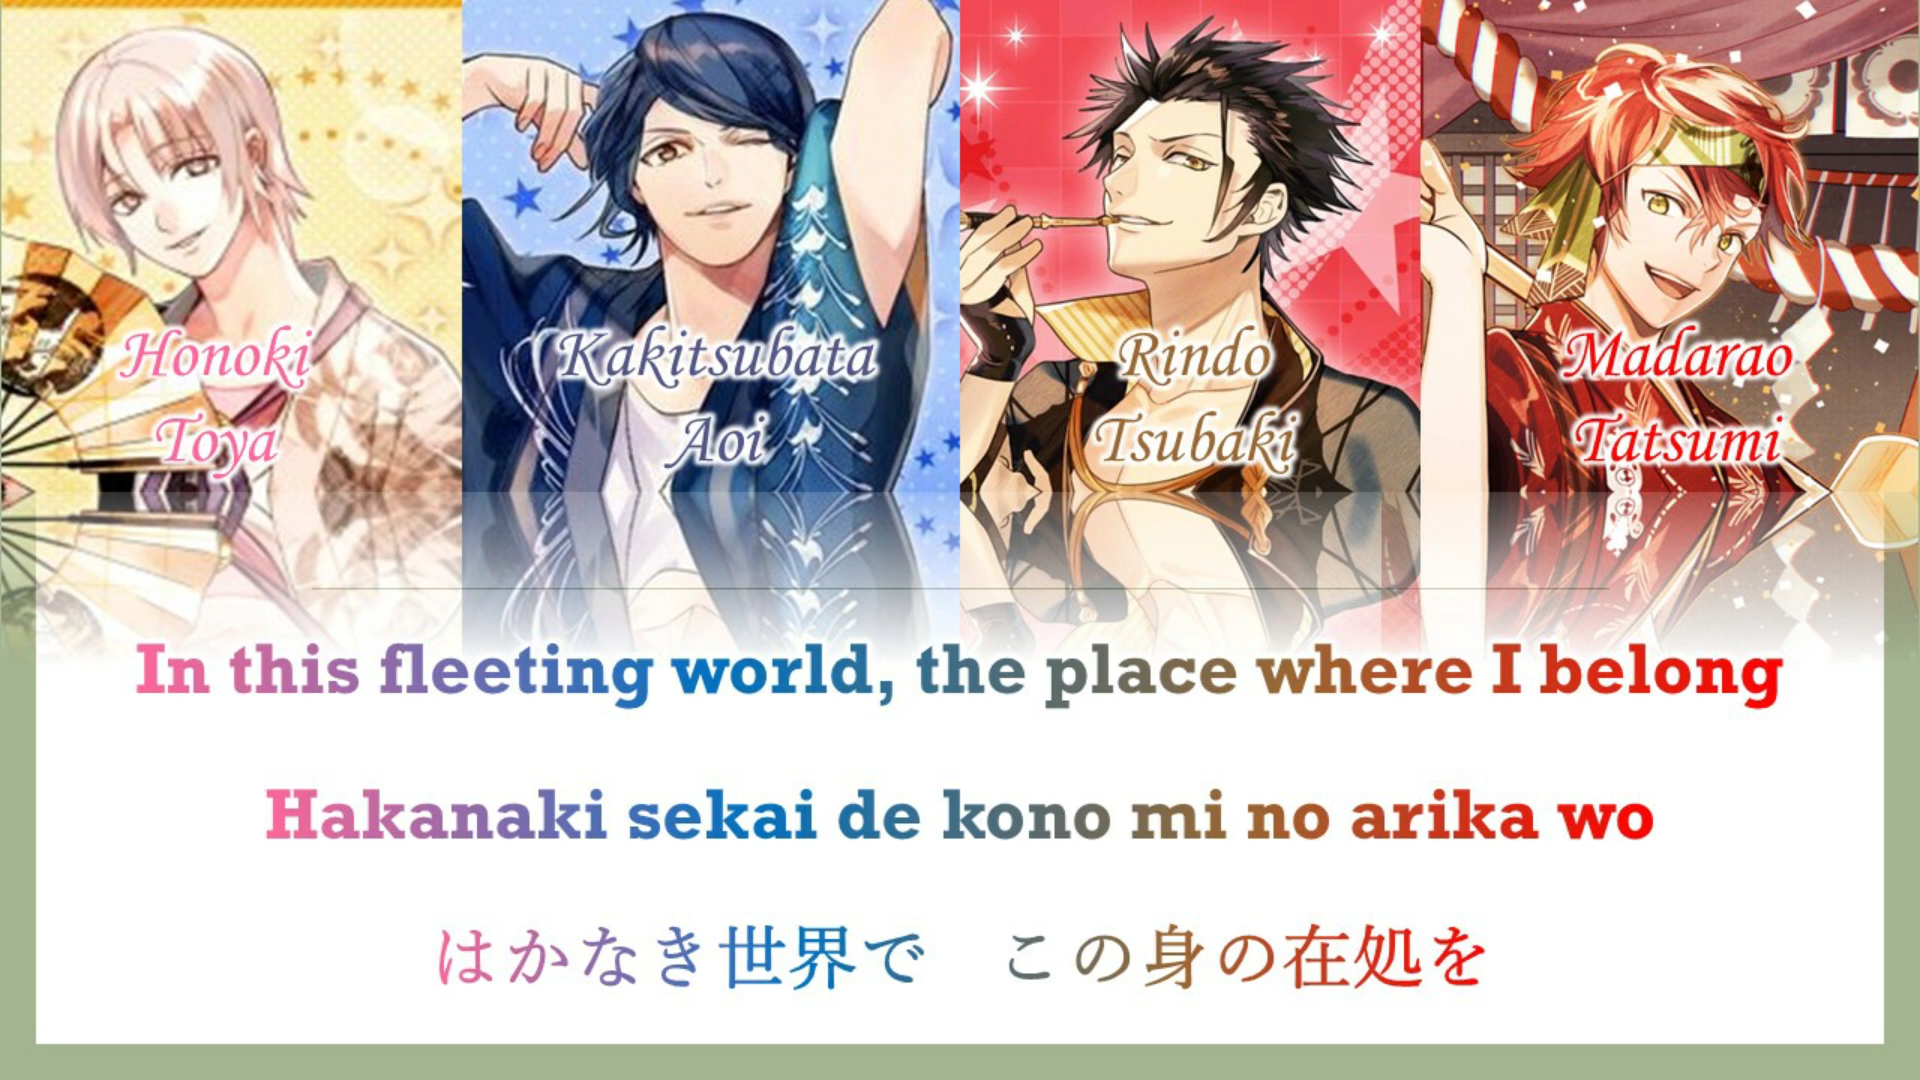 Honoki
Toya
Kakitsubata
Aoi
Rindo
Tsubaki
Madarao
Tatsumi
In this fleeting world, the place where I belong
Hakanaki sekai de kono mi no arika wo
はかなき世界で　この身の在処を